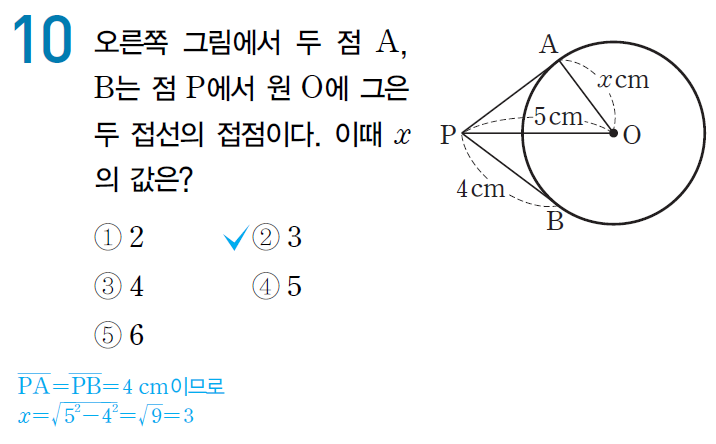 10
오른쪽 그림에서 두 점 A,
B는 점 P에서 원 O에 그은
두 접선의 접점이다. 이때 x
의 값은?
① 2
② 3
③ 4
④ 5
⑤ 6
A
x cm
5 cm
P
O
4 cm
B
P̅A̅=P̅B̅=4 cm이므로
x=√(5²−4²)=√9=3